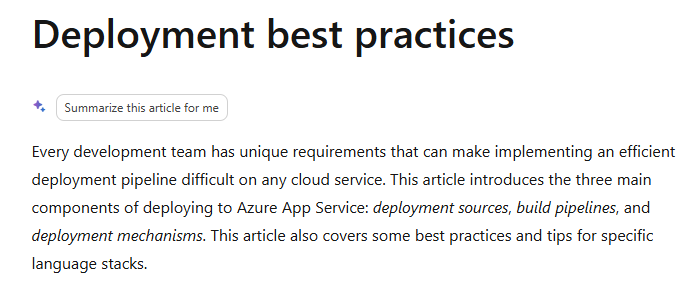 Deployment best practices
Summarize this article for me
Every development team has unique requirements that can make implementing an efficient
deployment pipeline difficult on any cloud service. This article introduces the three main
components of deploying to Azure App Service: deployment sources, build pipelines, and
deployment mechanisms. This article also covers some best practices and tips for specific
language stacks.